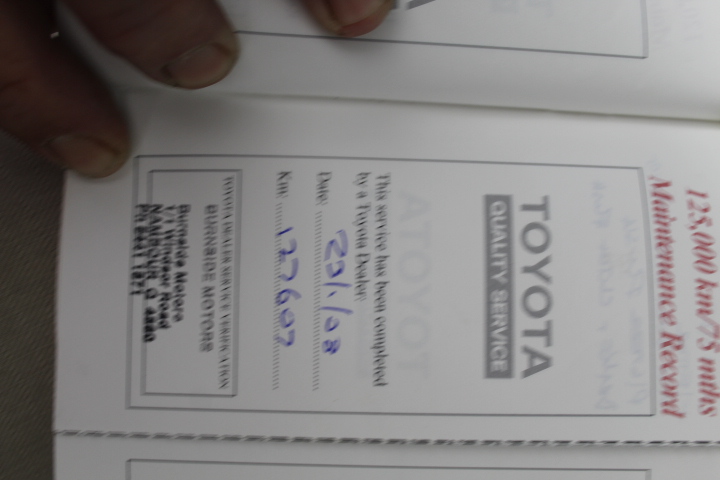 125,000 km/75 mths
Maintenance Record
TOYOTA
QUALITY SERVICE
This service has been completed
by a Toyota Dealer:
Date: 23/1/08
Km: 127607
TOYOTA DEALER SERVICE VERIFICATION
BURNSIDE MOTORS
Burnside Motors
Road
NAMBOUR Q 4560